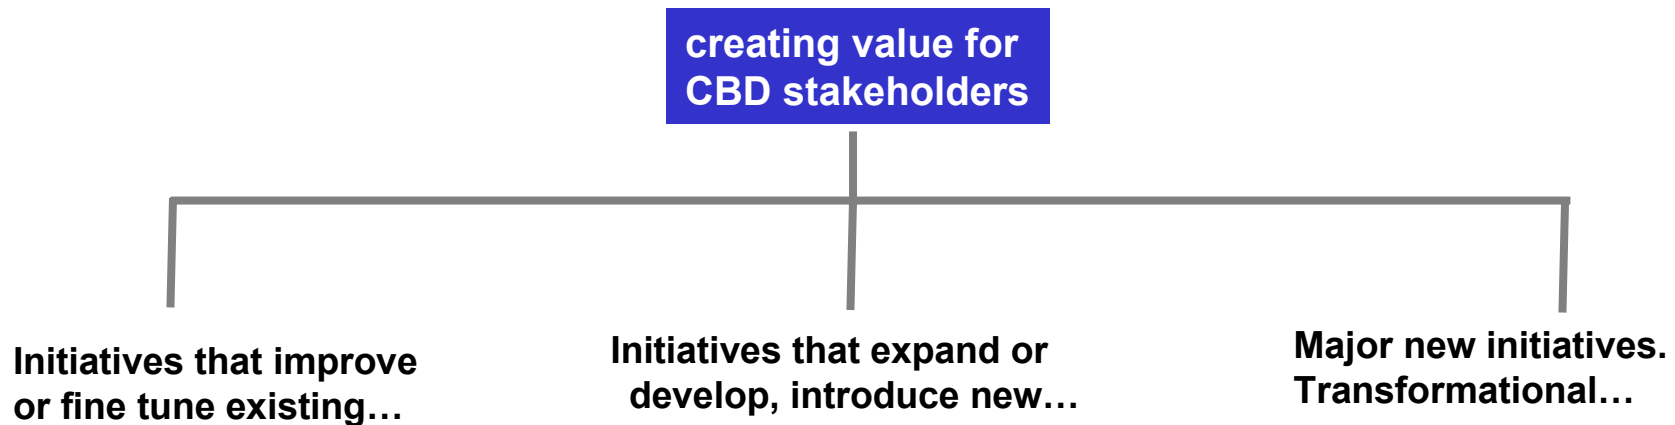 creating value for
CBD stakeholders
Initiatives that improve
or fine tune existing…
Initiatives that expand or
develop, introduce new…
Major new initiatives.
Transformational…